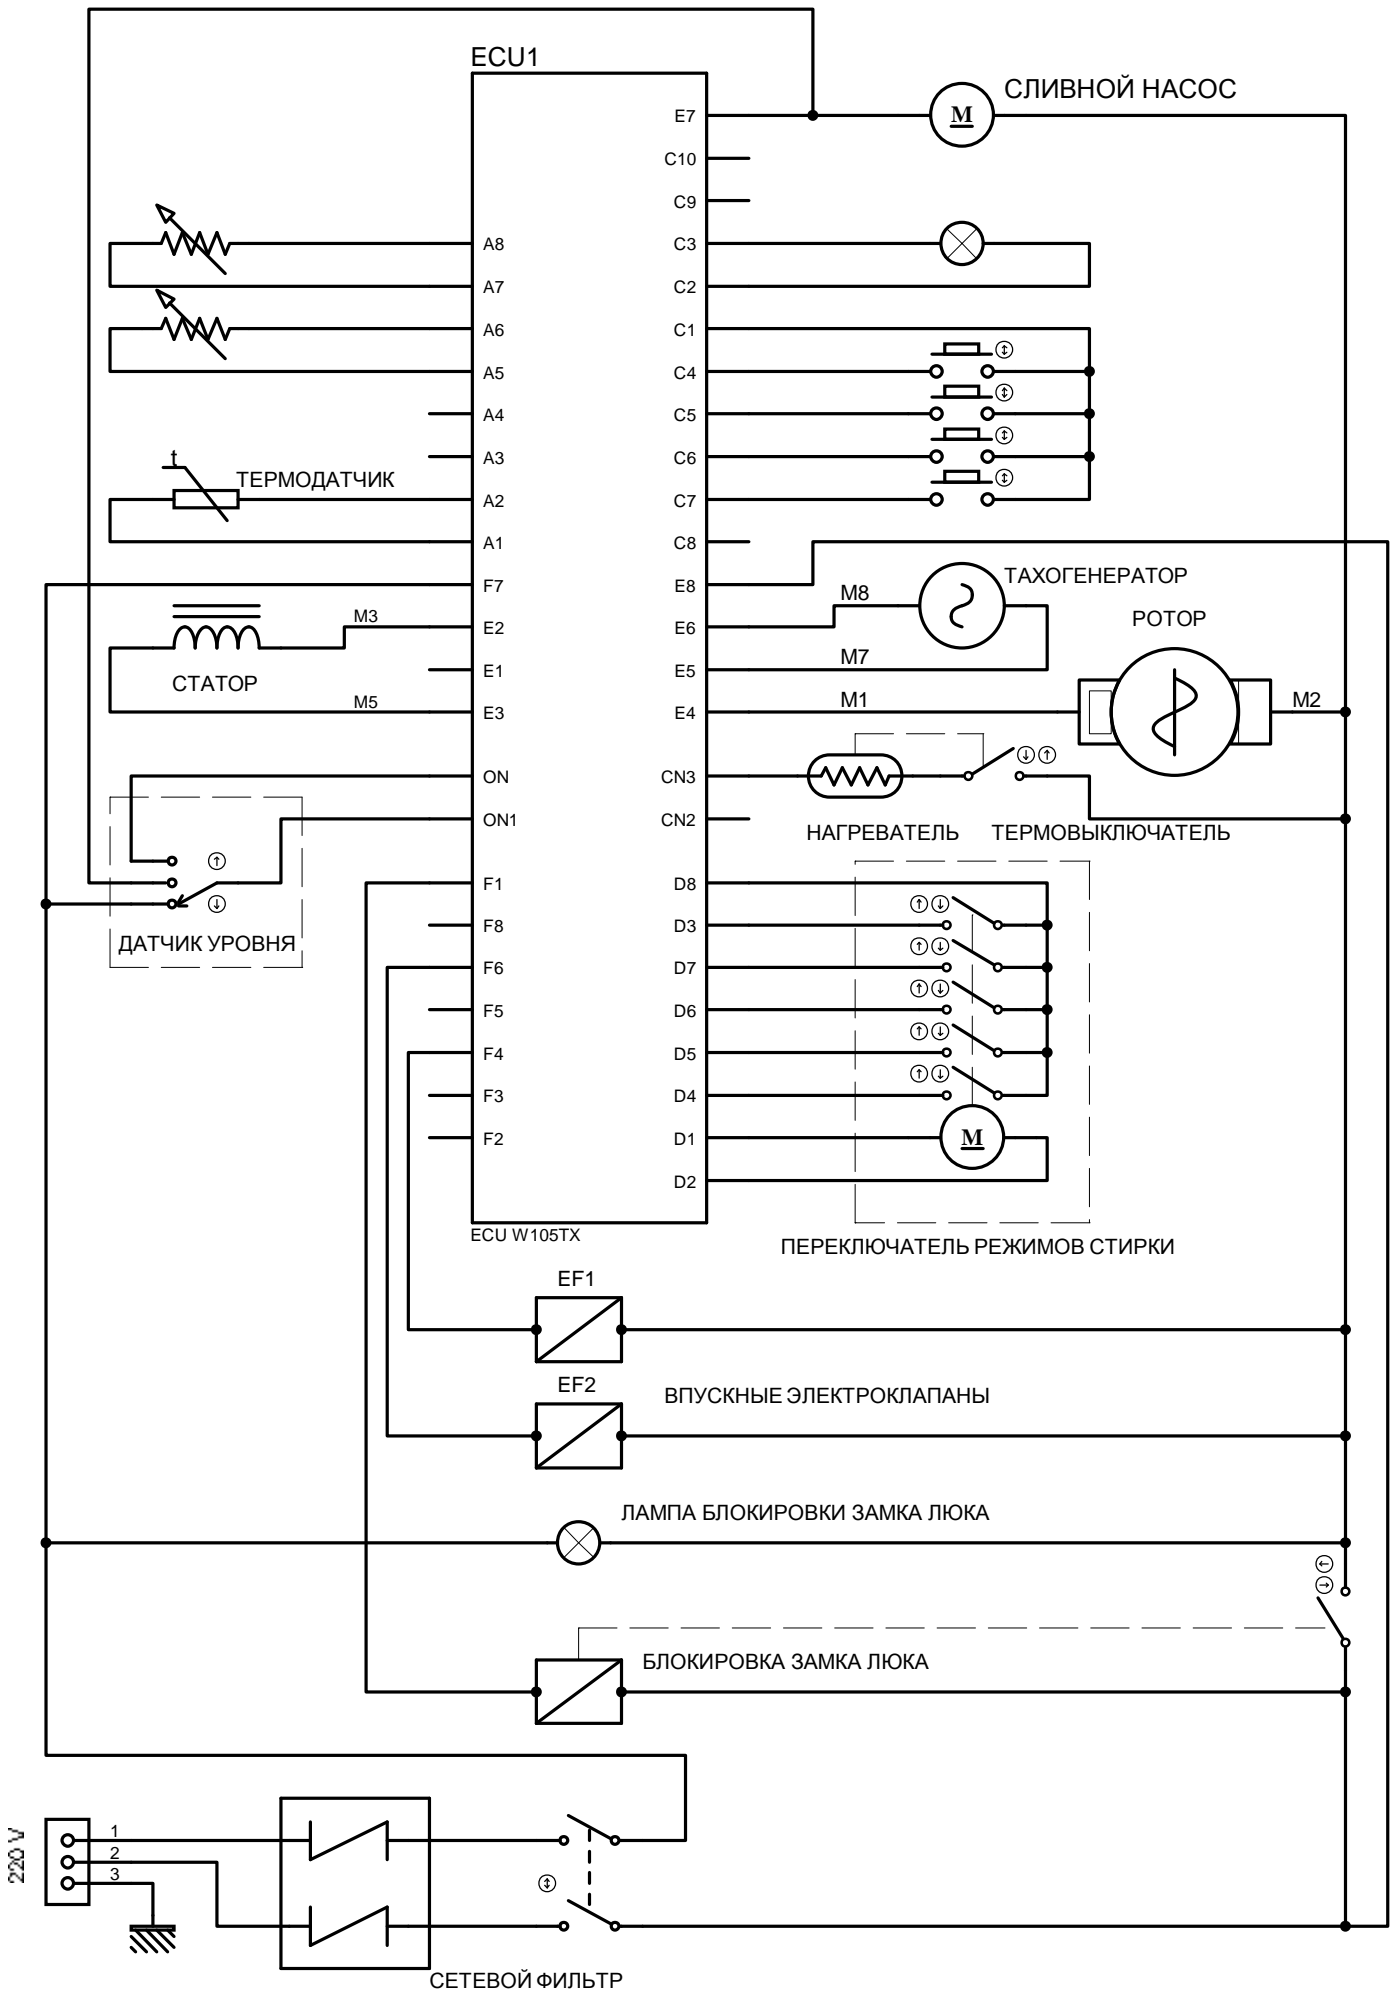 ECU1
СЛИВНОЙ НАСОС
M
E7
C10
C9
A8
C3
A7
C2
A6
C1
A5
C4
A4
C5
A3
C6
t
ТЕРМОДАТЧИК
A2
C7
A1
C8
F7
E8
ТАХОГЕНЕРАТОР
M8
M3
E2
E6
РОТОР
E1
E5
M7
СТАТОР
M5
E3
E4
M1
M2
ON
CN3
ON1
CN2
НАГРЕВАТЕЛЬ
ТЕРМОВЫКЛЮЧАТЕЛЬ
F1
D8
F8
D3
ДАТЧИК УРОВНЯ
F6
D7
F5
D6
F4
D5
F3
D4
F2
D1
M
D2
ECU W105TX
ПЕРЕКЛЮЧАТЕЛЬ РЕЖИМОВ СТИРКИ
EF1
EF2
ВПУСКНЫЕ ЭЛЕКТРОКЛАПАНЫ
ЛАМПА БЛОКИРОВКИ ЗАМКА ЛЮКА
БЛОКИРОВКА ЗАМКА ЛЮКА
220 V
1
2
3
СЕТЕВОЙ ФИЛЬТР